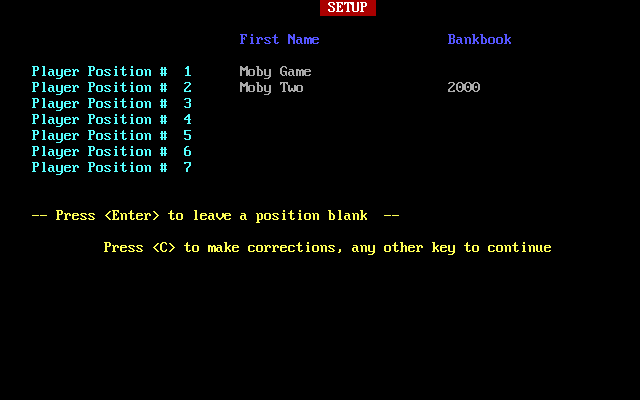 SETUP
First Name Bankbook
Player Position # 1 Moby Game
Player Position # 2 Moby Two 2000
Player Position # 3
Player Position # 4
Player Position # 5
Player Position # 6
Player Position # 7
-- Press <Enter> to leave a position blank --
Press <C> to make corrections, any other key to continue